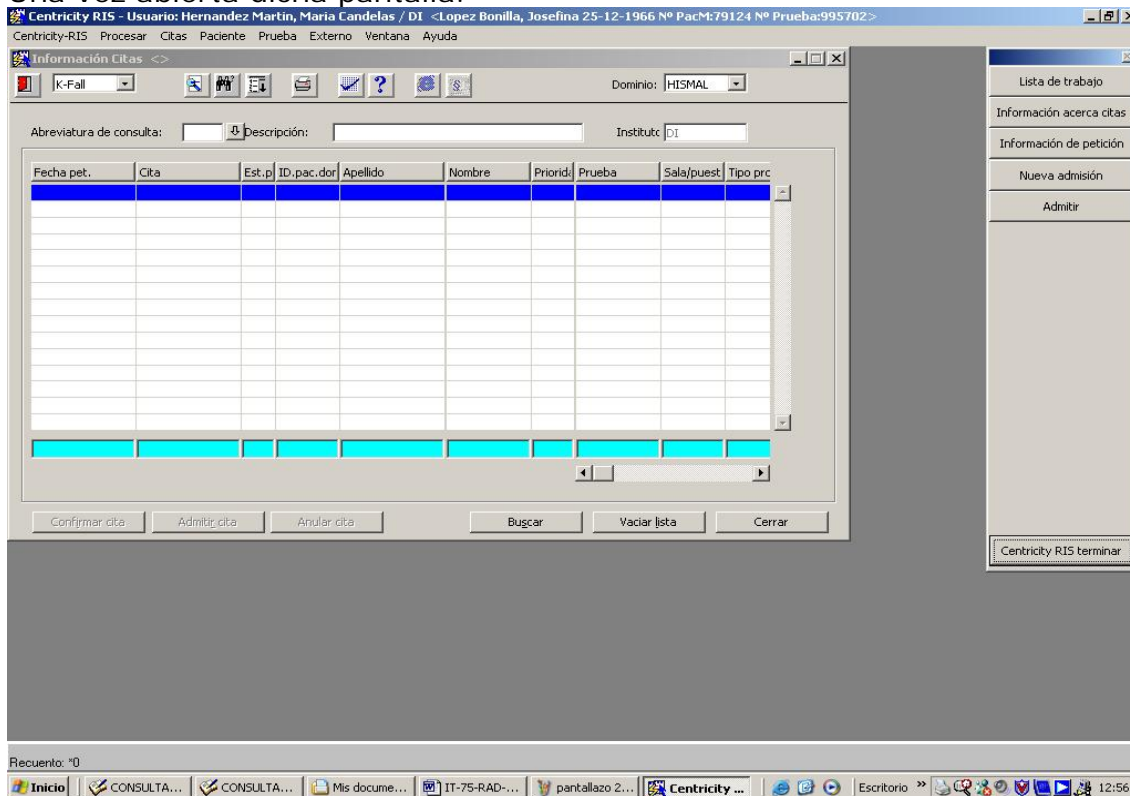 Una vez abierta dicha pantalla:
Centricity RIS - Usuario: Hernandez Martin, Maria Candelas / DI <Lopez Bonilla, Josefina 25-12-1966 Nº PacM:79124 Nº Prueba:995702>
Centricity-RIS Procesar Citas Paciente Prueba Externo Ventana Ayuda
Información Citas <>
K-Fall Dominio: HISMAL
Abreviatura de consulta: Descripción: Institutc DI
Fecha pet. Cita Est.p ID.pac.dor Apellido Nombre Priorida Prueba Sala/puest Tipo prc
Confirmar cita Admitir cita Anular cita Buscar Vaciar lista Cerrar
Lista de trabajo
Información acerca citas
Información de petición
Nueva admisión
Admitir
Centricity RIS terminar
Recuento: *0
Inicio CONSULTA... CONSULTA... Mis docume... IT-75-RAD-... pantallazo 2... Centricity ... Escritorio » 12:56